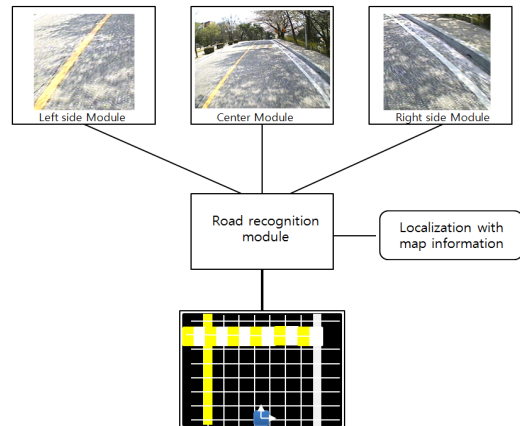 Left side Module
Center Module
Right side Module
Road recognition
module
Localization with
map information